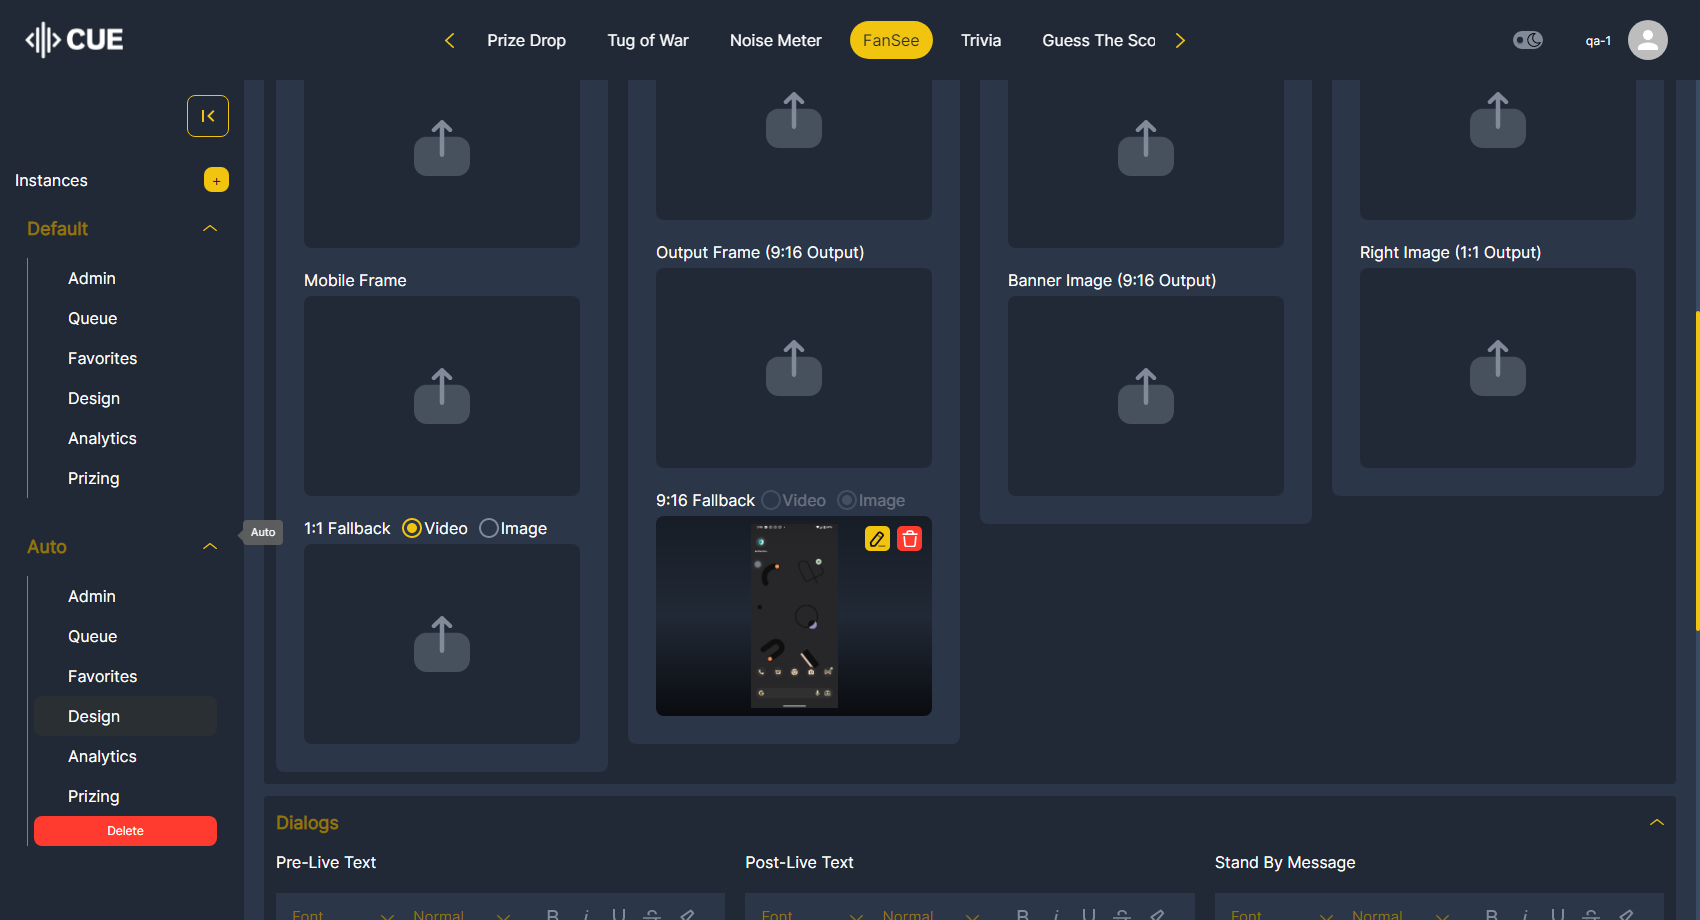 CUE
Prize Drop
Tug of War
Noise Meter
FanSee
Trivia
Guess The Sco
qa-1
Instances
+
Default
Admin
Queue
Favorites
Design
Analytics
Prizing
Auto
Auto
Admin
Queue
Favorites
Design
Analytics
Prizing
Delete
Mobile Frame
1:1 Fallback Video Image
Output Frame (9:16 Output)
9:16 Fallback Video Image
Banner Image (9:16 Output)
Right Image (1:1 Output)
Dialogs
Pre-Live Text
Font Normal B i U S
Post-Live Text
Font Normal B i U S
Stand By Message
Font Normal B i U S